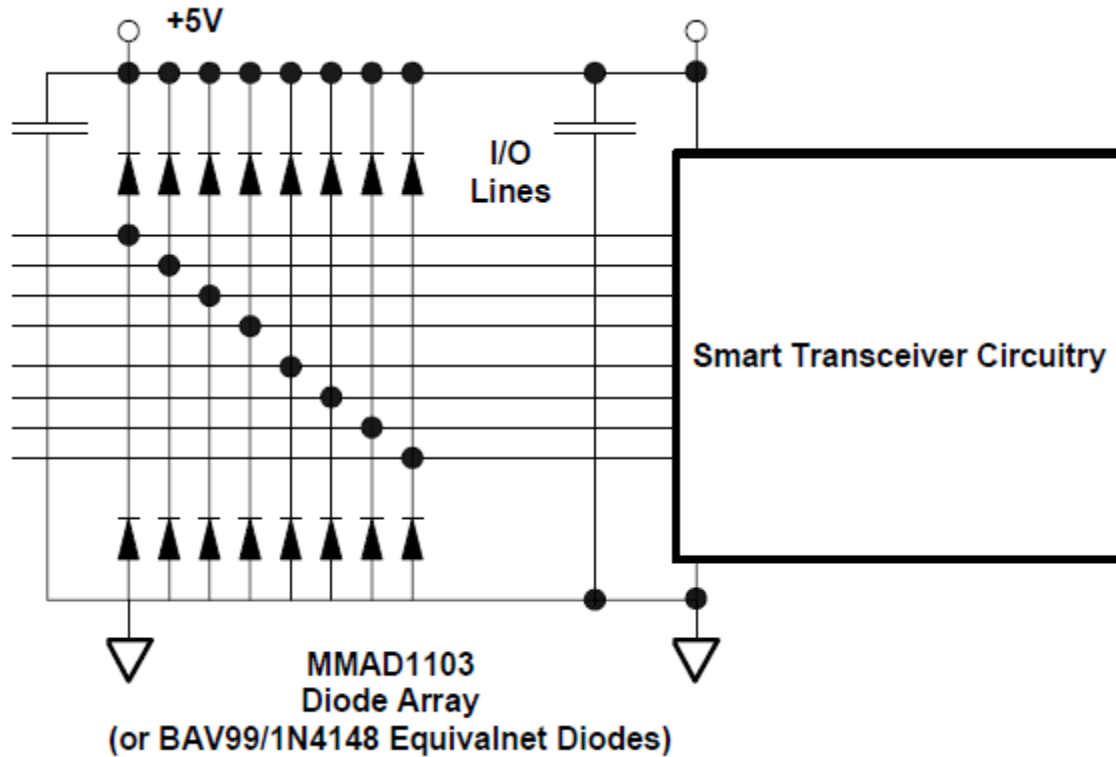 +5V
I/O
Lines
Smart Transceiver Circuitry
MMAD1103
Diode Array
(or BAV99/1N4148 Equivalnet Diodes)